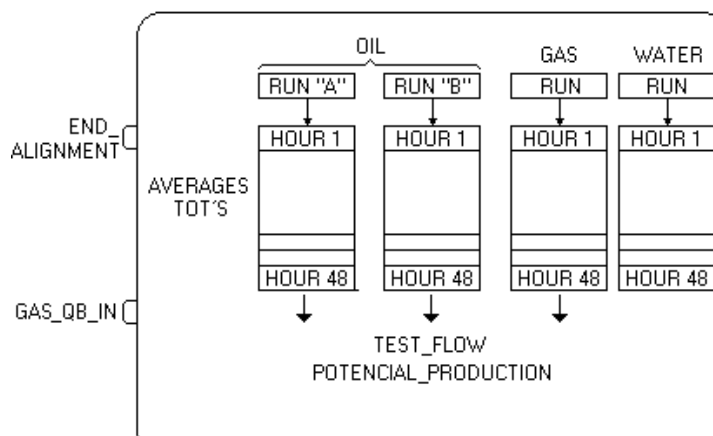 OIL
GAS WATER
RUN "A" RUN "B" RUN RUN
END_
ALIGNMENT
HOUR 1 HOUR 1 HOUR 1 HOUR 1
AVERAGES
TOT'S
HOUR 48 HOUR 48 HOUR 48 HOUR 48
GAS_QB_IN
TEST_FLOW
POTENCIAL_PRODUCTION